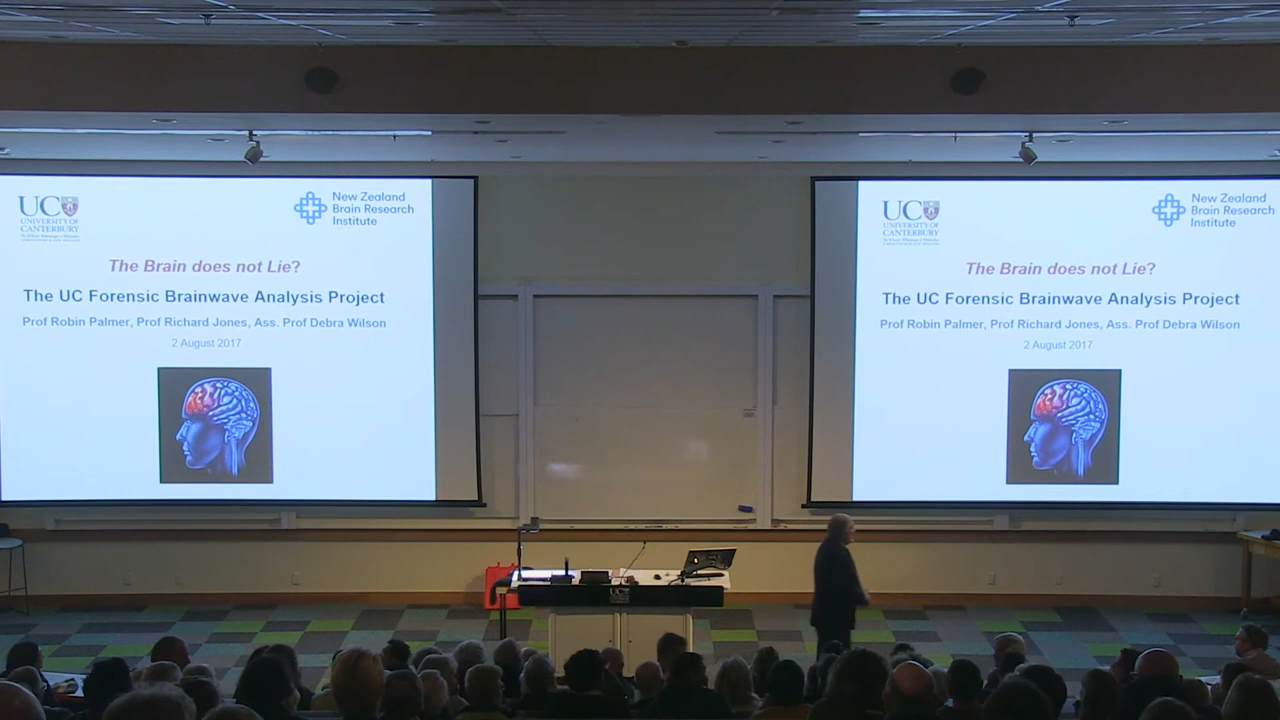 UC
UNIVERSITY OF
CANTERBURY
New Zealand
Brain Research
Institute
The Brain does not Lie?
The UC Forensic Brainwave Analysis Project
Prof Robin Palmer, Prof Richard Jones, Ass. Prof Debra Wilson
2 August 2017
UC
UNIVERSITY OF
CANTERBURY
New Zealand
Brain Research
Institute
The Brain does not Lie?
The UC Forensic Brainwave Analysis Project
Prof Robin Palmer, Prof Richard Jones, Ass. Prof Debra Wilson
2 August 2017
UC